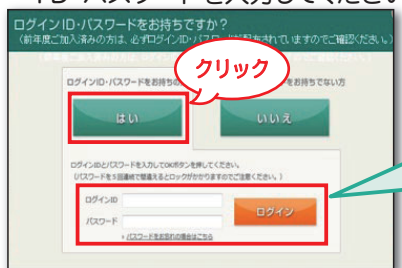 ログインID・パスワードをお持ちですか？
(前年度ご加入済みの方は、必ずログインID・パスワードが配布されていますのでご確認ください。)
ログインID・パスワードをお持ちの
をお持ちでない方
クリック
はい
いいえ
ログインIDとパスワードを入力してOKボタンを押してください。
(パスワードを5回連続で間違えるとロックがかかりますのでご注意ください。)
ログインID
ログイン
パスワード
パスワードをお忘れの場合はこちら